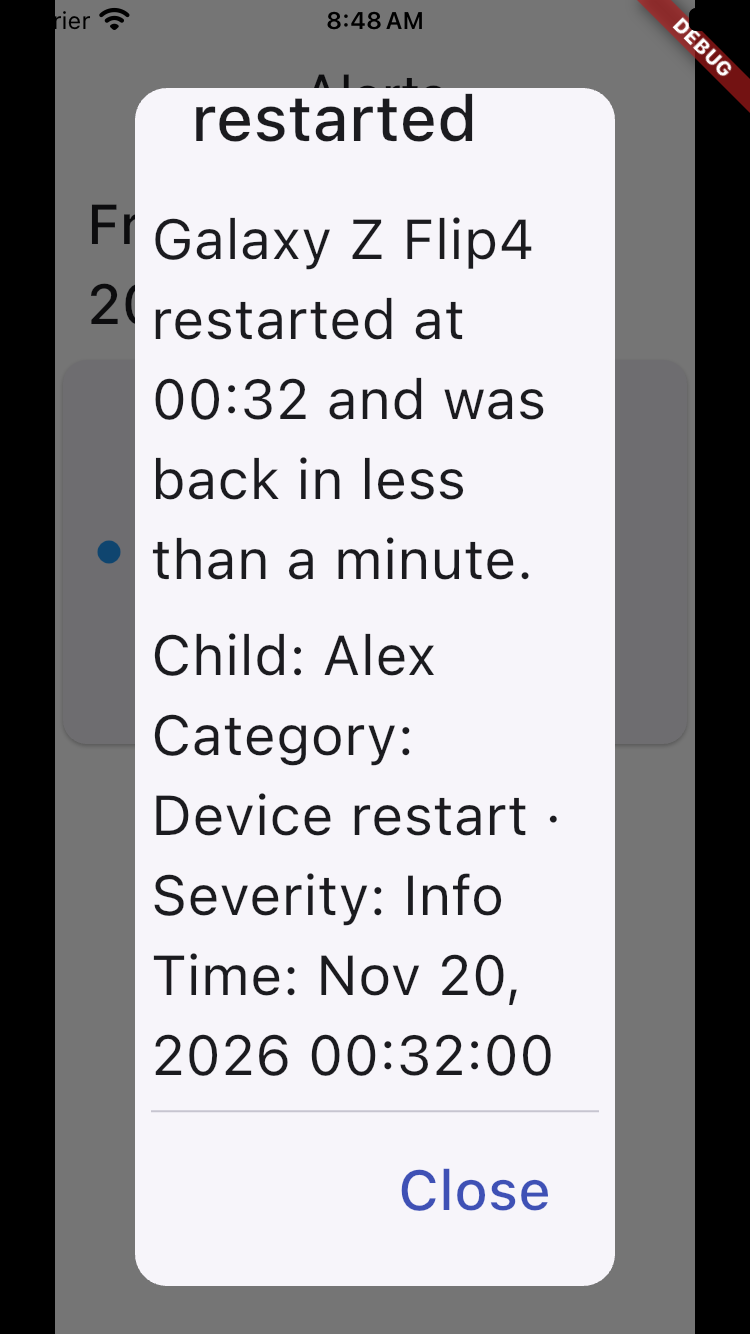 8:48 AM
DEBUG
restarted
Galaxy Z Flip4
restarted at
00:32 and was
back in less
than a minute.
Child: Alex
Category:
Device restart ·
Severity: Info
Time: Nov 20,
2026 00:32:00
Close